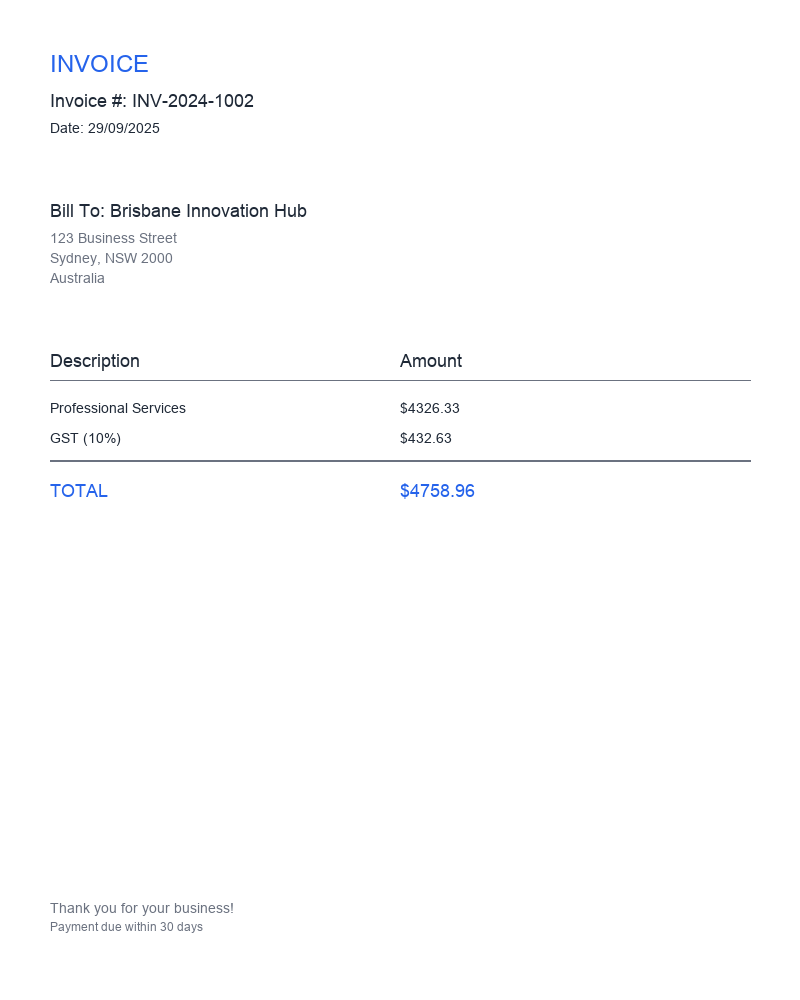 INVOICE
Invoice #: INV-2024-1002
Date: 29/09/2025
Bill To: Brisbane Innovation Hub
123 Business Street
Sydney, NSW 2000
Australia
Description Amount
Professional Services $4326.33
GST (10%) $432.63
TOTAL $4758.96
Thank you for your business!
Payment due within 30 days